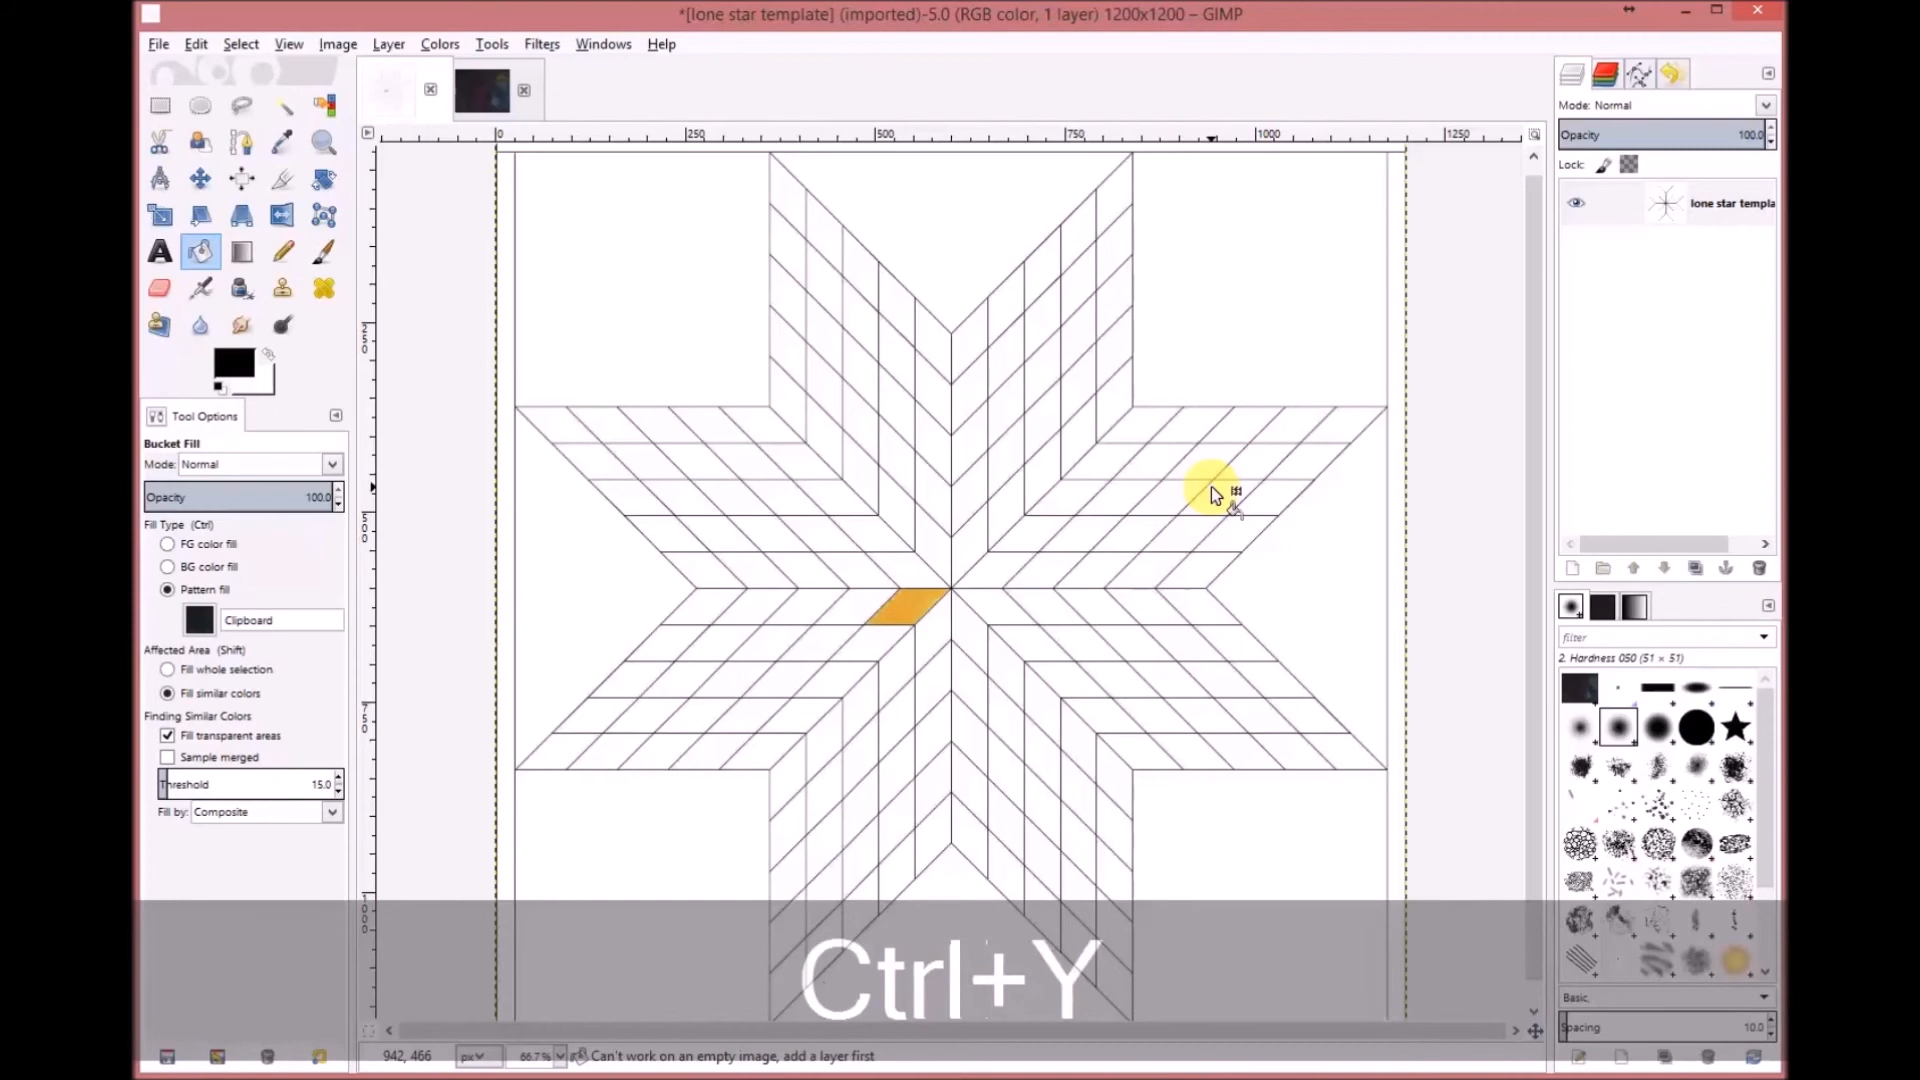 *[lone star template] (imported)-5.0 (RGB color, 1 layer) 1200x1200 – GIMP
File Edit Select View Image Layer Colors Tools Filters Windows Help
Mode: Normal
Opacity 100.0
Lock:
lone star templa
0 250 500 750 1000 1250
250
500
750
1000
Tool Options
Bucket Fill
Mode: Normal
Opacity 100.0
Fill Type (Ctrl)
FG color fill
BG color fill
Pattern fill
Clipboard
Affected Area (Shift)
Fill whole selection
Fill similar colors
Finding Similar Colors
Fill transparent areas
Sample merged
Threshold 15.0
Fill by: Composite
filter
2. Hardness 050 (51 × 51)
Basic,
Spacing 10.0
Ctrl+Y
942, 466 px 66.7% Can't work on an empty image, add a layer first